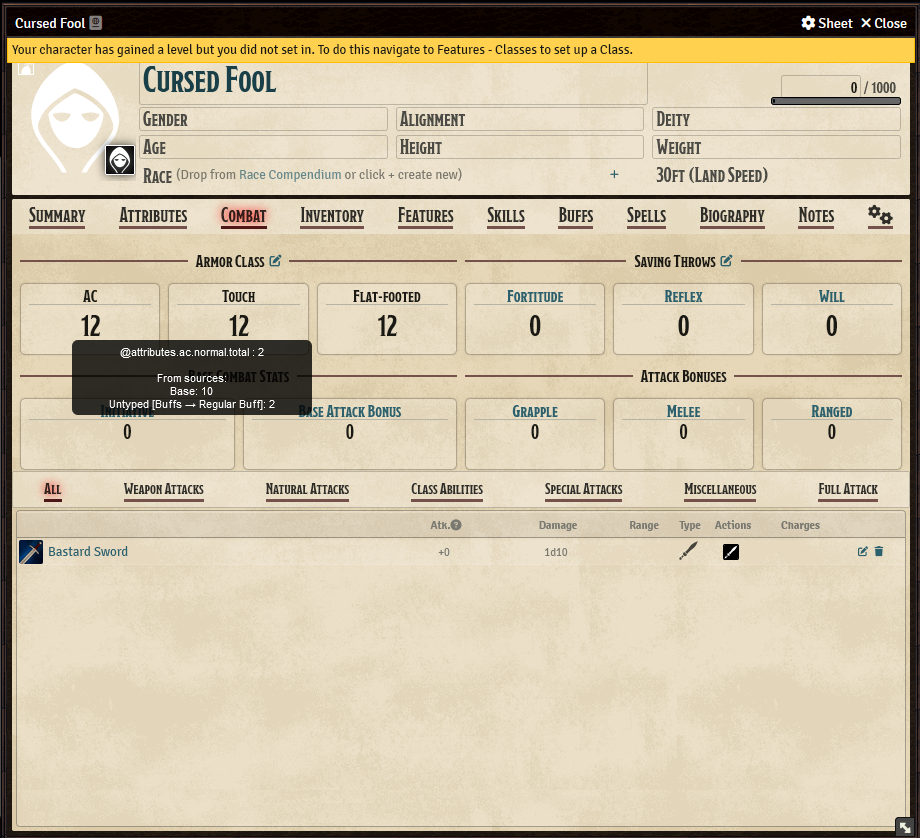 Cursed Fool Sheet Close
Your character has gained a level but you did not set in. To do this navigate to Features - Classes to set up a Class.
Cursed Fool
0 / 1000
Gender Alignment Deity
Age Height Weight
Race (Drop from Race Compendium or click + create new) + 30ft (Land Speed)
Summary Attributes Combat Inventory Features Skills Buffs Spells Biography Notes
Armor Class Saving Throws
AC Touch Flat-footed Fortitude Reflex Will
12 12 12 0 0 0
@attributes.ac.normal.total : 2
From sources:
Base: 10
Untyped [Buffs → Regular Buff]: 2
Base Combat Stats Attack Bonuses
Initiative Base Attack Bonus Grapple Melee Ranged
0 0 0 0 0
All Weapon Attacks Natural Attacks Class Abilities Special Attacks Miscellaneous Full Attack
Atk. Damage Range Type Actions Charges
Bastard Sword +0 1d10